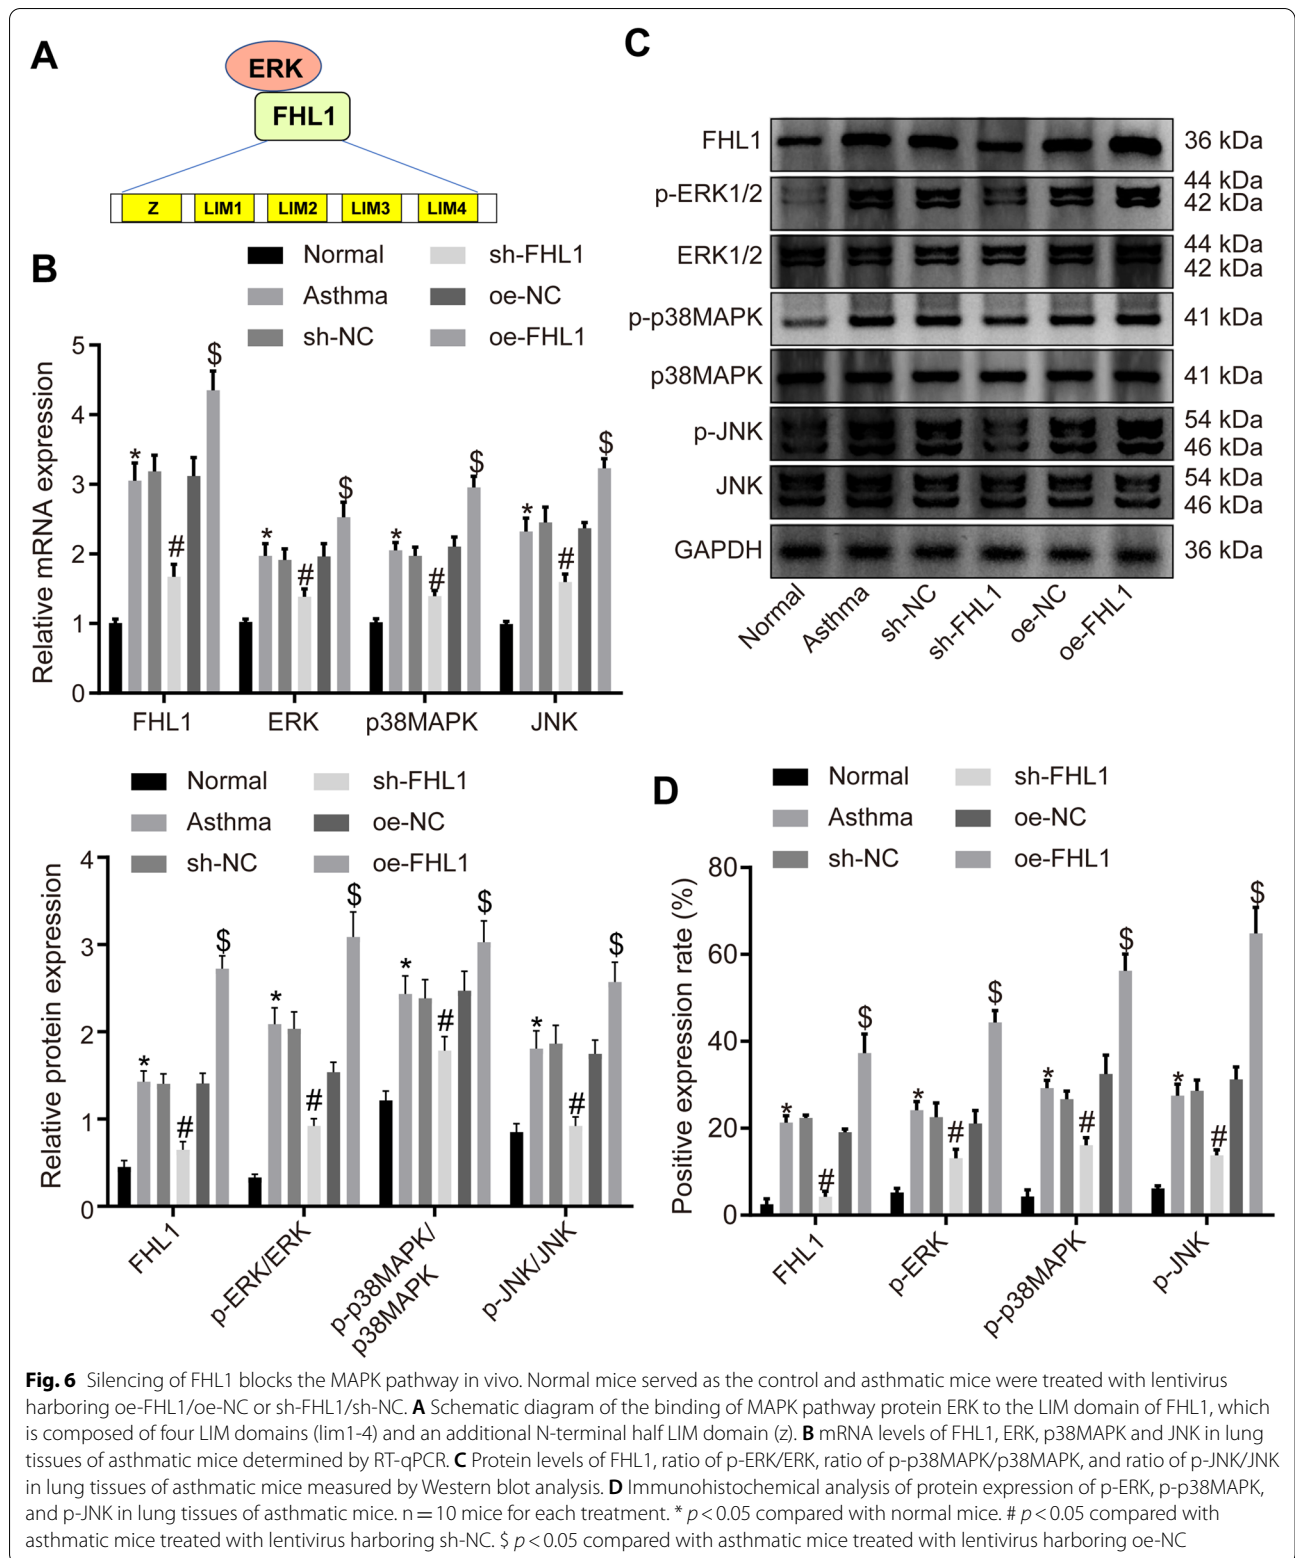 A
ERK
FHL1
Z LIM1 LIM2 LIM3 LIM4
B
Normal sh-FHL1
Asthma oe-NC
sh-NC oe-FHL1
Relative mRNA expression
5
4
3
2
1
0
* # $
* # $
* # $
* # $
FHL1 ERK p38MAPK JNK
C
FHL1 36 kDa
p-ERK1/2 44 kDa
42 kDa
ERK1/2 44 kDa
42 kDa
p-p38MAPK 41 kDa
p38MAPK 41 kDa
p-JNK 54 kDa
46 kDa
JNK 54 kDa
46 kDa
GAPDH 36 kDa
Normal Asthma sh-NC sh-FHL1 oe-NC oe-FHL1
Normal sh-FHL1
Asthma oe-NC
sh-NC oe-FHL1
Relative protein expression
4
3
2
1
0
* # $
* # $
* # $
* # $
FHL1 p-ERK/ERK p-p38MAPK/
p38MAPK p-JNK/JNK
D
Normal sh-FHL1
Asthma oe-NC
sh-NC oe-FHL1
Positive expression rate (%)
80
60
40
20
0
* # $
* # $
* # $
* # $
FHL1 p-ERK p-p38MAPK p-JNK
Fig. 6 Silencing of FHL1 blocks the MAPK pathway in vivo. Normal mice served as the control and asthmatic mice were treated with lentivirus
harboring oe-FHL1/oe-NC or sh-FHL1/sh-NC. A Schematic diagram of the binding of MAPK pathway protein ERK to the LIM domain of FHL1, which
is composed of four LIM domains (lim1-4) and an additional N-terminal half LIM domain (z). B mRNA levels of FHL1, ERK, p38MAPK and JNK in lung
tissues of asthmatic mice determined by RT-qPCR. C Protein levels of FHL1, ratio of p-ERK/ERK, ratio of p-p38MAPK/p38MAPK, and ratio of p-JNK/JNK
in lung tissues of asthmatic mice measured by Western blot analysis. D Immunohistochemical analysis of protein expression of p-ERK, p-p38MAPK,
and p-JNK in lung tissues of asthmatic mice. n = 10 mice for each treatment. * p < 0.05 compared with normal mice. # p < 0.05 compared with
asthmatic mice treated with lentivirus harboring sh-NC. $ p < 0.05 compared with asthmatic mice treated with lentivirus harboring oe-NC